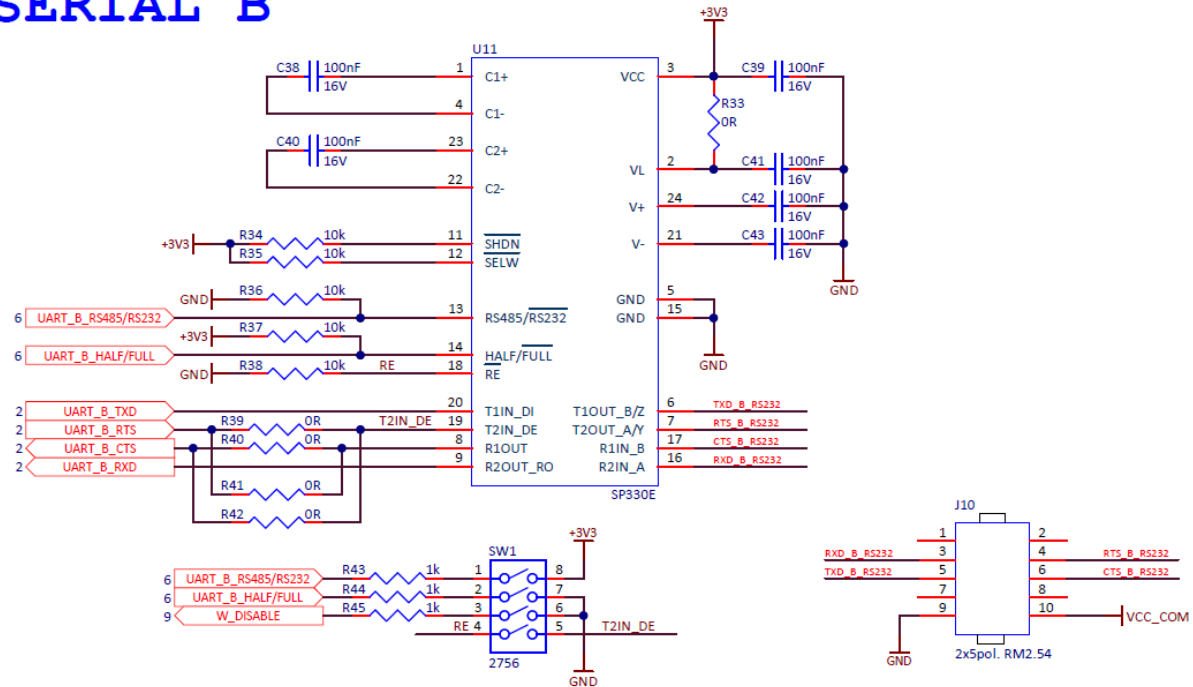 SERIAL B
+3V3
U11
C38 100nF
16V
1 C1+
4 C1-
C40 100nF
16V
23 C2+
22 C2-
VCC 3
C39 100nF
16V
R33
0R
VL 2
C41 100nF
16V
V+ 24
C42 100nF
16V
V- 21
C43 100nF
16V
GND
+3V3
R34 10k
11 SHDN
R35 10k
12 SELW
GND
R36 10k
6 UART_B_RS485/RS232
13 RS485/RS232
+3V3
R37 10k
6 UART_B_HALF/FULL
14 HALF/FULL
GND
R38 10k
RE
18 RE
GND 5
GND 15
GND
2 UART_B_TXD
20 T1IN_DI
2 UART_B_RTS
R39 0R
T2IN_DE
19 T2IN_DE
2 UART_B_CTS
R40 0R
8 R1OUT
2 UART_B_RXD
9 R2OUT_RO
R41 0R
R42 0R
T1OUT_B/Z 6 TXD_B_RS232
T2OUT_A/Y 7 RTS_B_RS232
R1IN_B 17 CTS_B_RS232
R2IN_A 16 RXD_B_RS232
SP330E
+3V3
SW1
6 UART_B_RS485/RS232
R43 1k
1 8
6 UART_B_HALF/FULL
R44 1k
2 7
9 W_DISABLE
R45 1k
3 6
RE 4 5 T2IN_DE
2756
GND
J10
1 2
RXD_B_RS232 3 4 RTS_B_RS232
TXD_B_RS232 5 6 CTS_B_RS232
7 8
9 10 VCC_COM
GND
2x5pol. RM2.54